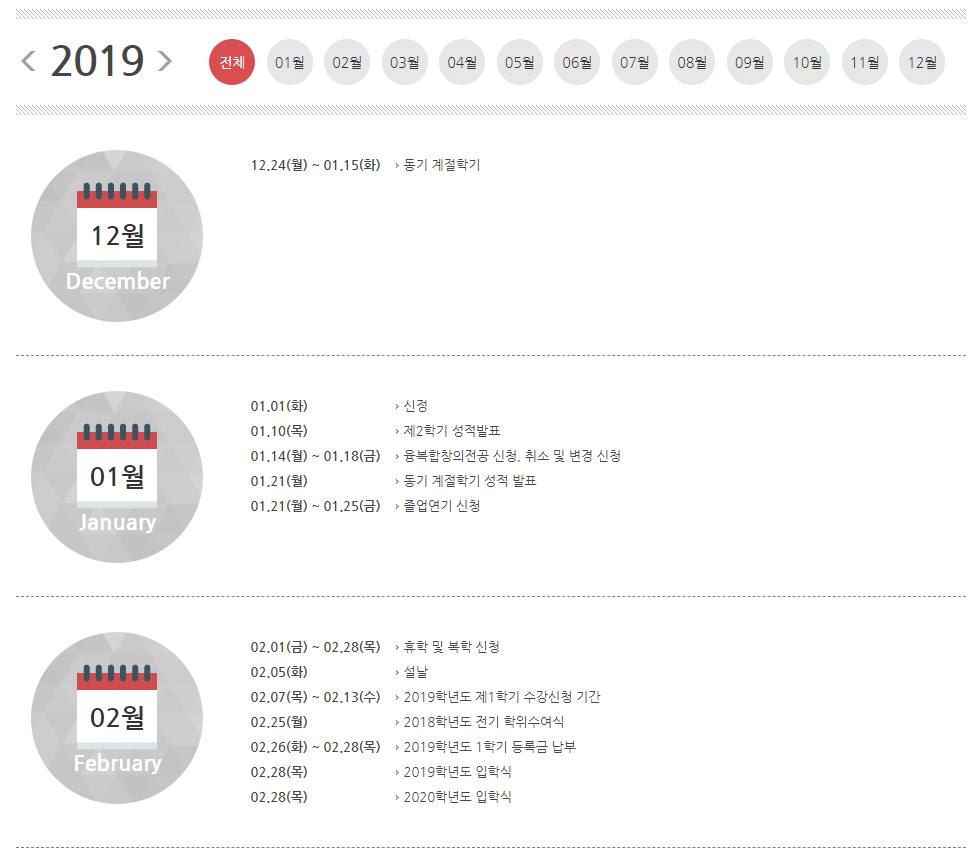 2019 전체 01월 02월 03월 04월 05월 06월 07월 08월 09월 10월 11월 12월
12월
December
12.24(월) ~ 01.15(화) › 동기 계절학기
01월
January
01.01(화) › 신정
01.10(목) › 제2학기 성적발표
01.14(월) ~ 01.18(금) › 융복합창의전공 신청, 취소 및 변경 신청
01.21(월) › 동기 계절학기 성적 발표
01.21(월) ~ 01.25(금) › 졸업연기 신청
02월
February
02.01(금) ~ 02.28(목) › 휴학 및 복학 신청
02.05(화) › 설날
02.07(목) ~ 02.13(수) › 2019학년도 제1학기 수강신청 기간
02.25(월) › 2018학년도 전기 학위수여식
02.26(화) ~ 02.28(목) › 2019학년도 1학기 등록금 납부
02.28(목) › 2019학년도 입학식
02.28(목) › 2020학년도 입학식